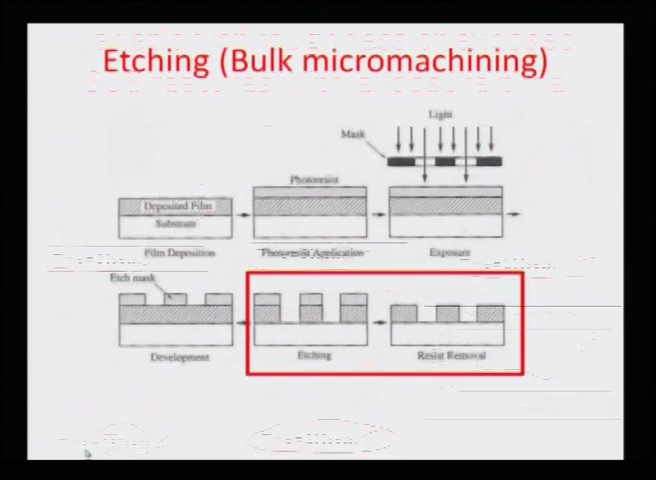 Etching (Bulk micromachining)
Light
Mask
Photoresist
Deposited Film
Substrate
Film Deposition
Photoresist Application
Exposure
Etch mask
Development
Etching
Resist Removal